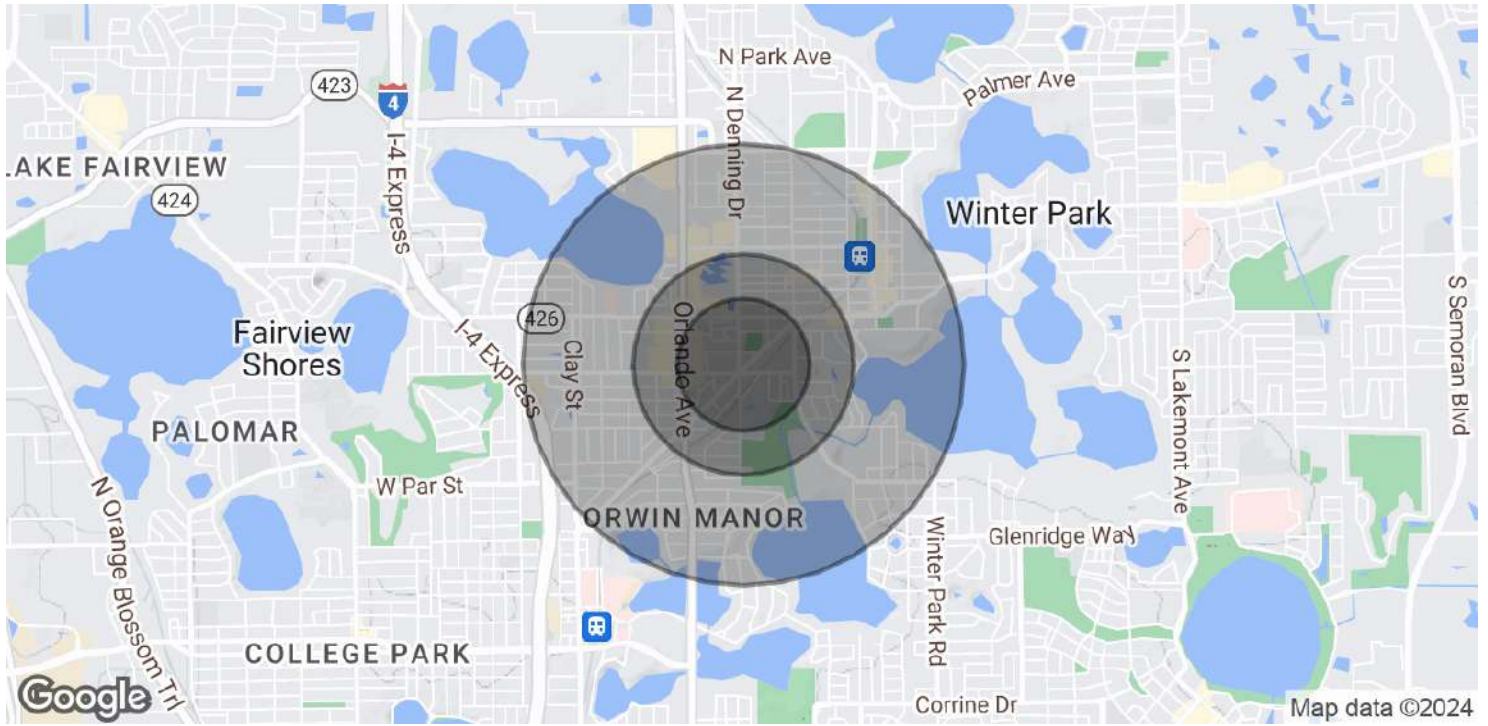 N Park Ave
Palmer Ave
423
4
N Denning Dr
I-4 Express
LAKE FAIRVIEW
424
Winter Park
426
Orlando Ave
Clay St
I-4 Express
Fairview
Shores
S Semoran Blvd
S Lakemont Ave
PALOMAR
W Par St
N Orange Blossom Trl
ORWIN MANOR
Winter Park Rd
Glenridge Way
COLLEGE PARK
Corrine Dr
Google
Map data ©2024